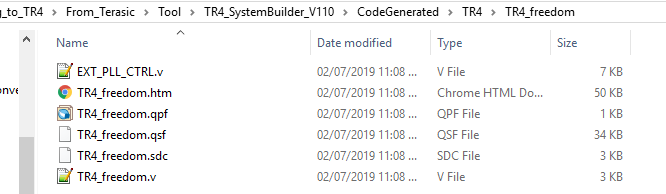 g_to_TR4 > From_Terasic > Tool > TR4_SystemBuilder_V110 > CodeGenerated > TR4 > TR4_freedom
Name Date modified Type Size
EXT_PLL_CTRL.v 02/07/2019 11:08 ... V File 7 KB
TR4_freedom.htm 02/07/2019 11:08 ... Chrome HTML Do... 50 KB
TR4_freedom.qpf 02/07/2019 11:08 ... QPF File 1 KB
TR4_freedom.qsf 02/07/2019 11:08 ... QSF File 34 KB
TR4_freedom.sdc 02/07/2019 11:08 ... SDC File 3 KB
TR4_freedom.v 02/07/2019 11:08 ... V File 3 KB